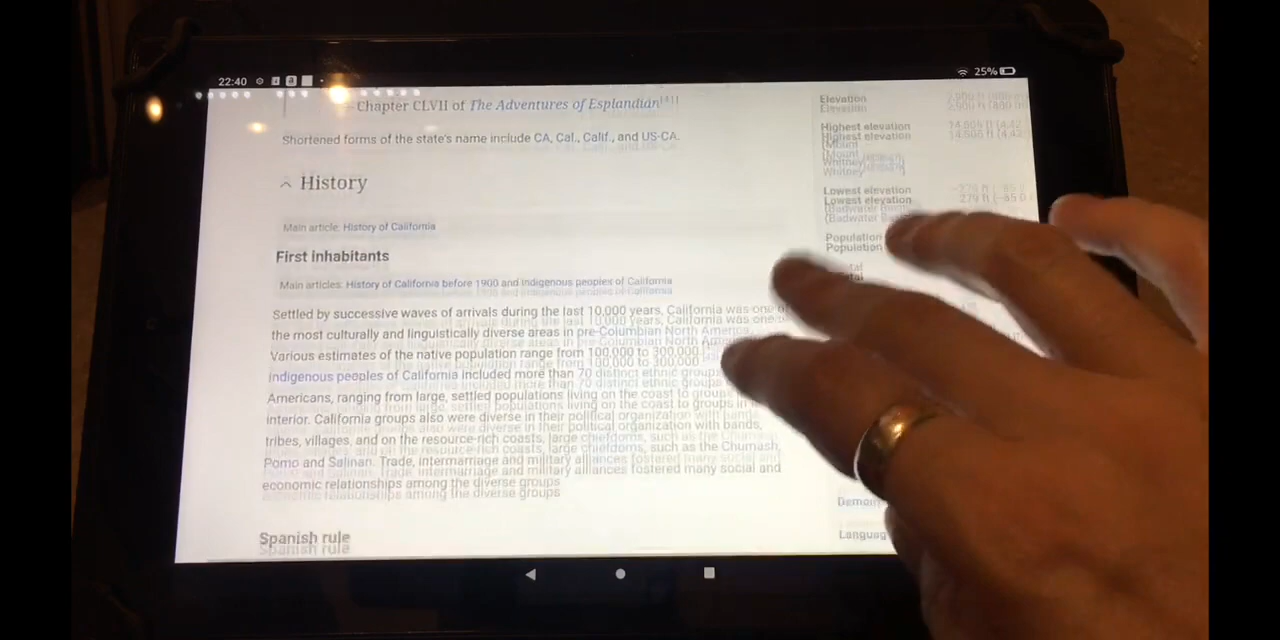 22:40
25%
Chapter CLVII of The Adventures of Esplandián
Shortened forms of the state's name include CA, Cal., Calif., and US-CA.
History
Main article: History of California
First inhabitants
Main articles: History of California before 1900 and Indigenous peoples of California
Settled by successive waves of arrivals during the last 10,000 years, California was one of
the most culturally and linguistically diverse areas in pre-Columbian North America.
Various estimates of the native population range from 100,000 to 300,000.
indigenous peoples of California included more than 70 distinct ethnic groups
Americans, ranging from large, settled populations living on the coast to groups in
interior. California groups also were diverse in their political organization with bands,
tribes, villages, and on the resource-rich coasts, large chiefdoms, such as the Chumash,
Pomo and Salinan. Trade, intermarriage and military alliances fostered many social and
economic relationships among the diverse groups
Spanish rule
Elevation
Highest elevation
(Mount
Whitney
Lowest elevation
(Badwater
Population